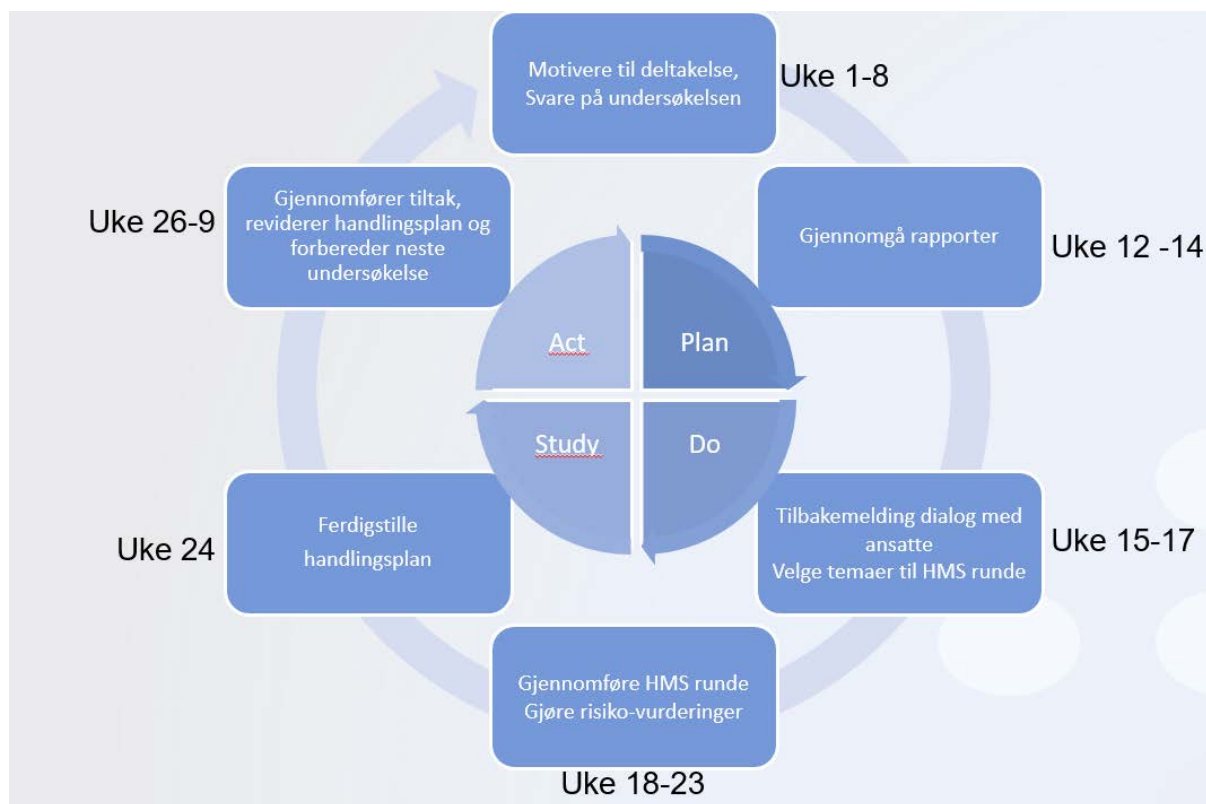 Motivere til deltakelse,
Svare på undersøkelsen
Uke 1-8
Gjennomgå rapporter
Uke 12 -14
Tilbakemelding dialog med
ansatte
Velge temaer til HMS runde
Uke 15-17
Gjennomføre HMS runde
Gjøre risiko-vurderinger
Uke 18-23
Ferdigstille
handlingsplan
Uke 24
Gjennomfører tiltak,
reviderer handlingsplan og
forbereder neste
undersøkelse
Uke 26-9
Act
Plan
Study
Do